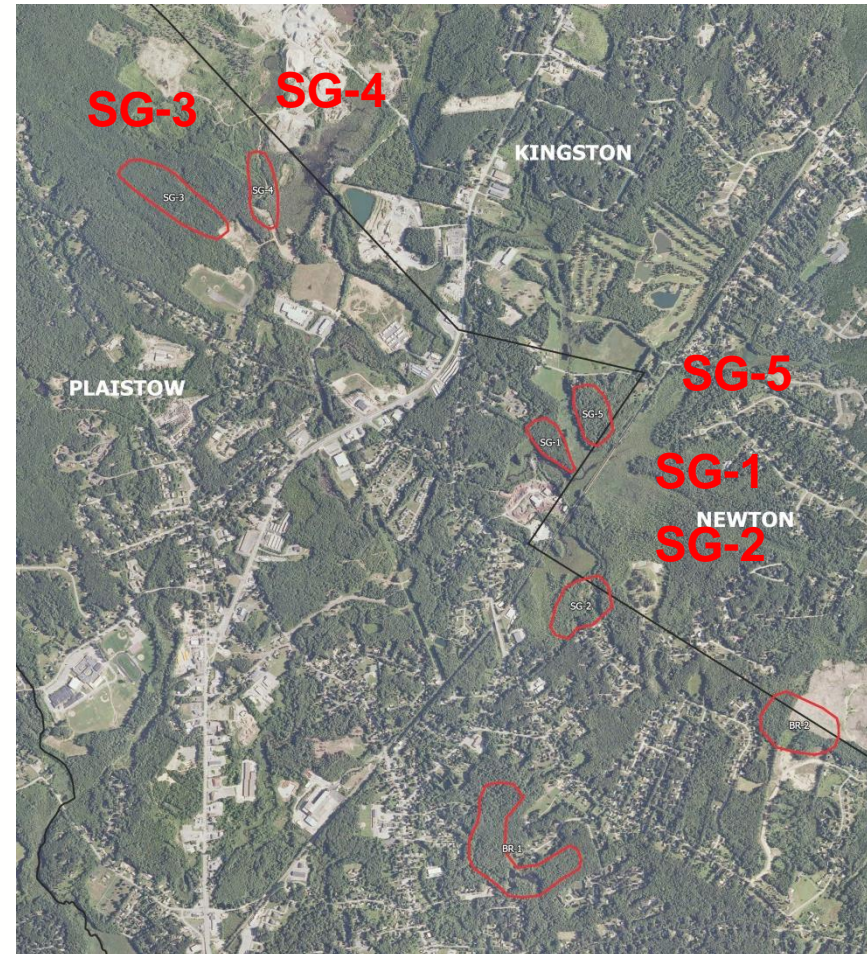 SG-4
SG-3
KINGSTON
SG-4
SG-3
SG-5
PLAISTOW
SG-5
SG-1
SG-1
NEWTON
SG-2
SG-2
BR-2
BR-1